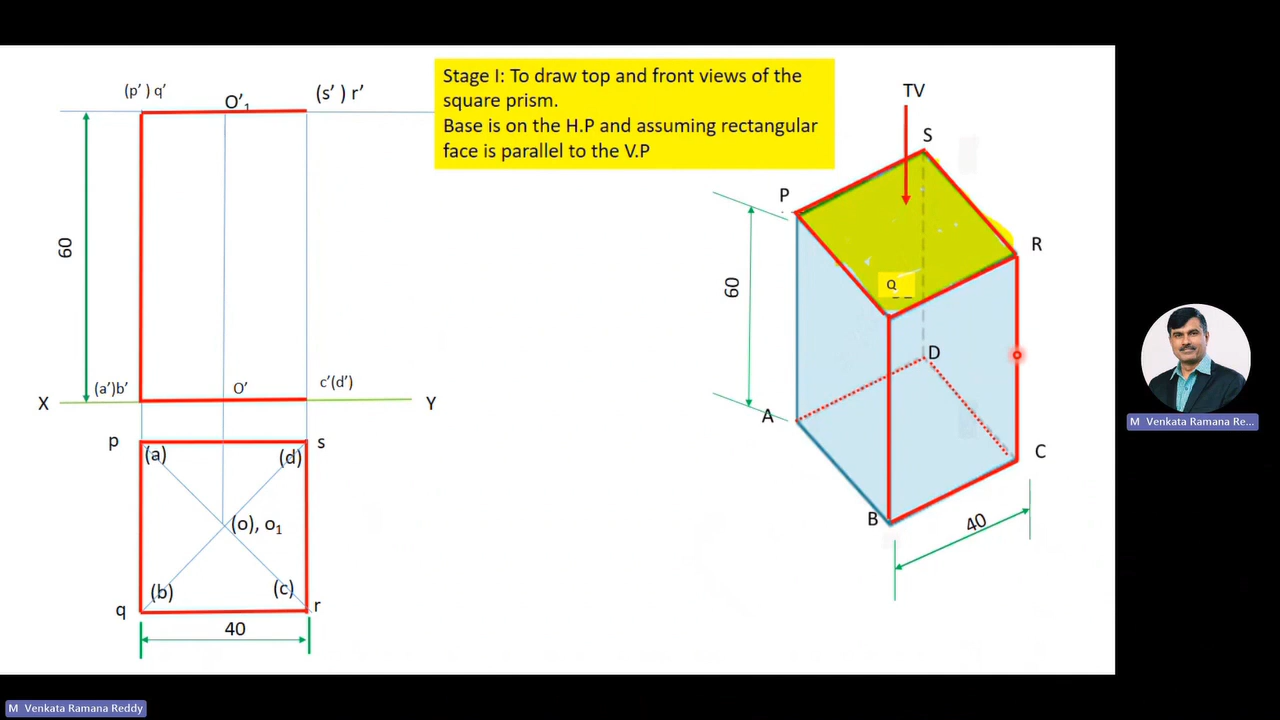 (p’ ) q’
O’1
(s’ ) r’
60
(a’)b’
O’
c’(d’)
X
Y
p
s
(a)
(d)
(o), o1
(b)
(c)
q
r
40
Stage I: To draw top and front views of the
square prism.
Base is on the H.P and assuming rectangular
face is parallel to the V.P
TV
S
P
R
Q
60
D
A
C
B
40
M Venkata Ramana Re...
M Venkata Ramana Reddy